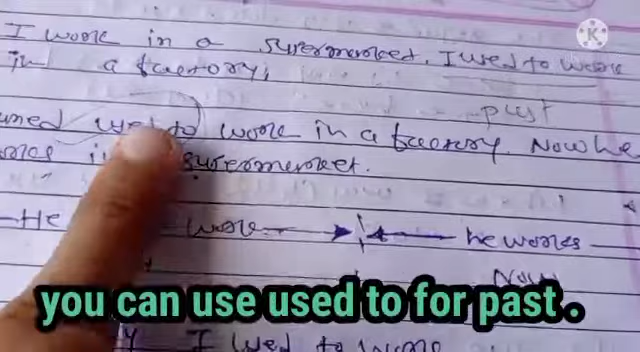 I work in a supermarket. I used to work
in a factory,
past
used to work in a factory. Now he
in supermarket.
He work he works
Now
you can use used to for past .
I used to work